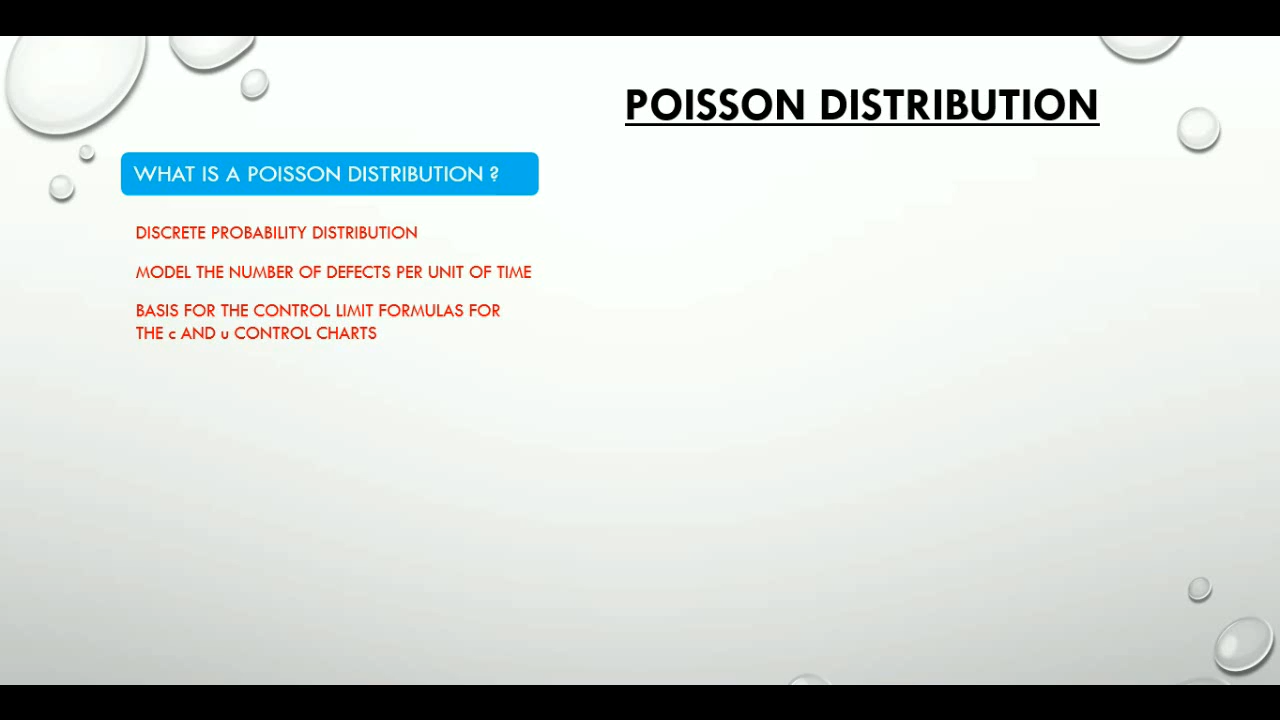 POISSON DISTRIBUTION
WHAT IS A POISSON DISTRIBUTION ?
DISCRETE PROBABILITY DISTRIBUTION
MODEL THE NUMBER OF DEFECTS PER UNIT OF TIME
BASIS FOR THE CONTROL LIMIT FORMULAS FOR
THE c AND u CONTROL CHARTS